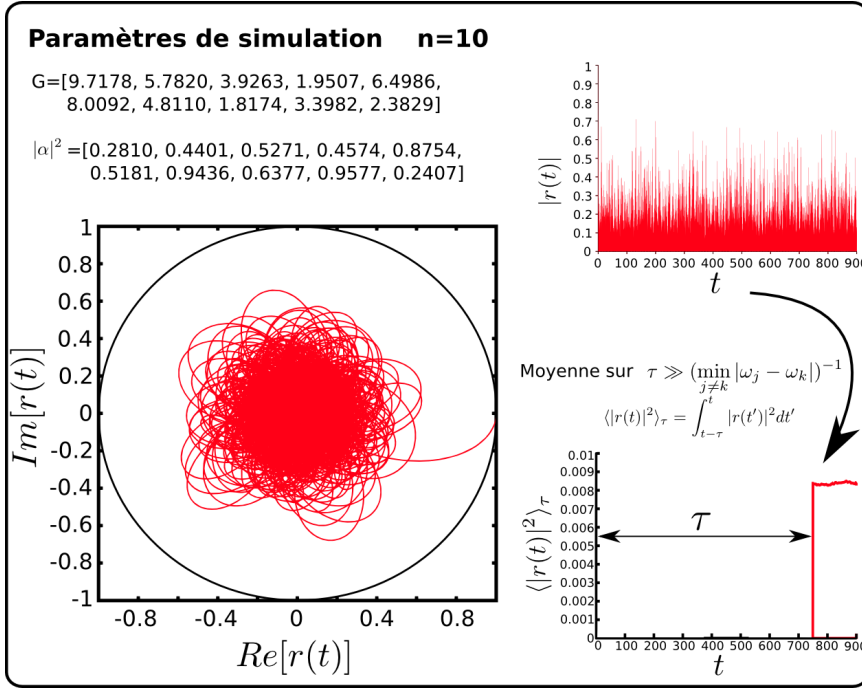 Paramètres de simulation n=10
G=[9.7178, 5.7820, 3.9263, 1.9507, 6.4986,
8.0092, 4.8110, 1.8174, 3.3982, 2.3829]
|α|² =[0.2810, 0.4401, 0.5271, 0.4574, 0.8754,
0.5181, 0.9436, 0.6377, 0.9577, 0.2407]
1
0.8
0.6
0.4
0.2
0
-0.2
-0.4
-0.6
-0.8
-1
Im[r(t)]
-0.8 -0.4 0 0.4 0.8
Re[r(t)]
1
0.9
0.8
0.7
0.6
0.5
0.4
0.3
0.2
0.1
0
|r(t)|
0 100 200 300 400 500 600 700 800 900
t
Moyenne sur τ ≫ (min |ω_j − ω_k|)⁻¹
j≠k
⟨|r(t)|²⟩_τ = ∫_{t−τ}^{t} |r(t′)|²dt′
0.01
0.009
0.008
0.007
0.006
0.005
0.004
0.003
0.002
0.001
0
⟨|r(t)|²⟩_τ
τ
0 100 200 300 400 500 600 700 800 900
t